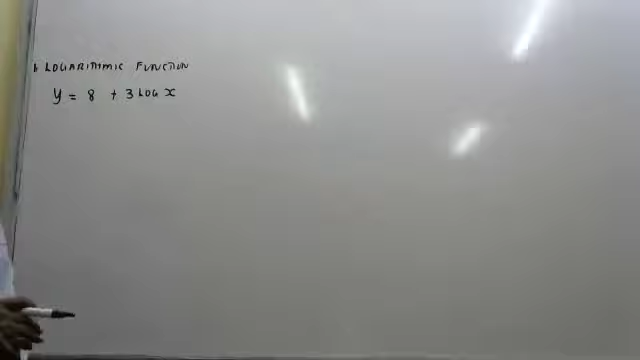 LOGARITHMIC FUNCTION
y = 8 + 3 LOG x